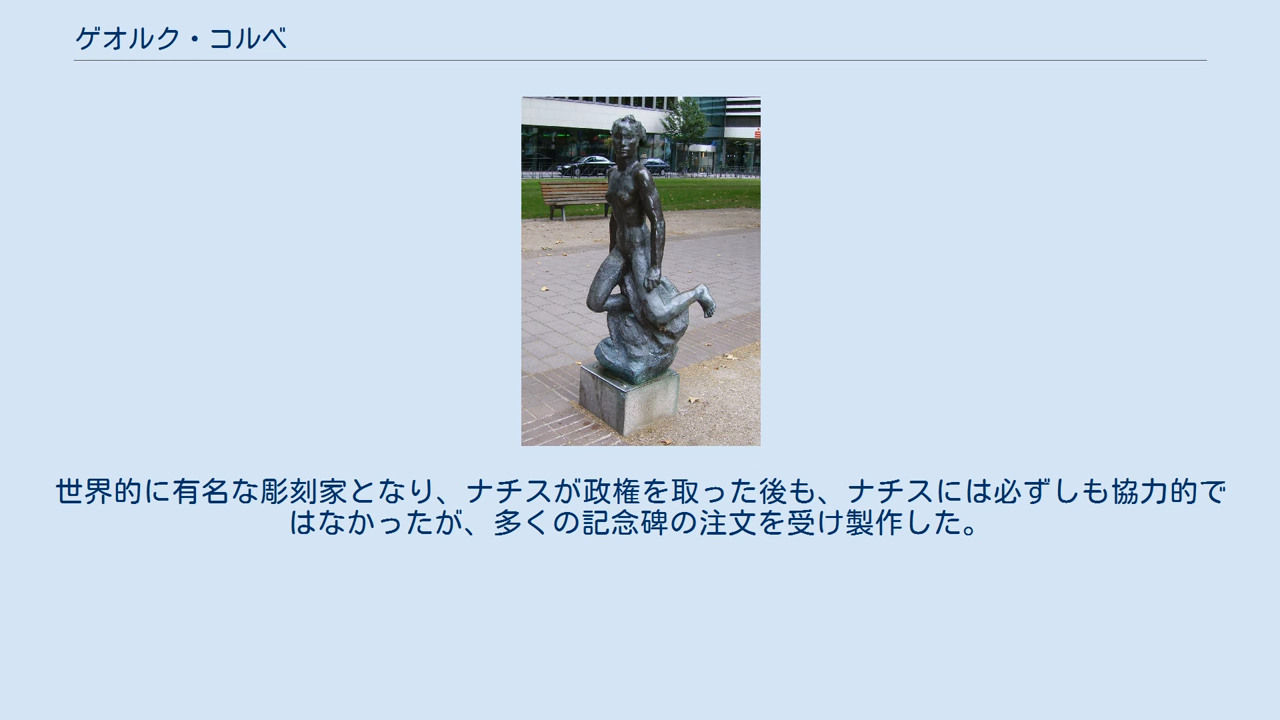 ゲオルク・コルベ
世界的に有名な彫刻家となり、ナチスが政権を取った後も、ナチスには必ずしも協力的で
はなかったが、多くの記念碑の注文を受け製作した。